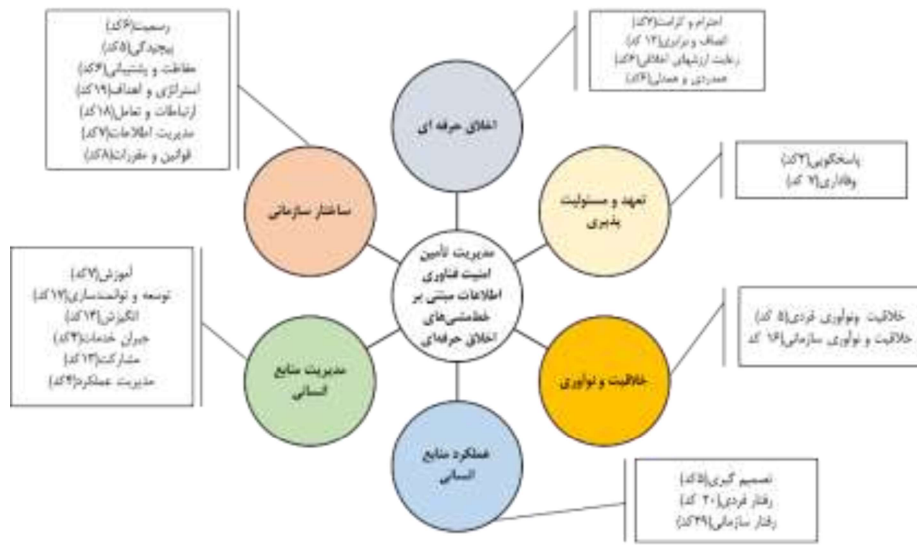 احترام و کرامت(۷کد)
انصاف و برابری(۱۲ کد)
رعایت ارزشهای اخلاقی(۶کد)
همدردی و همدلی(۶کد)
اخلاق حرفه ای
رسمیت(۶کد)
پیچیدگی(۵کد)
حفاظت و پشتیبانی(۶کد)
استراتژی و اهداف(۱۹کد)
ارتباطات و تعامل(۱۸کد)
مدیریت اطلاعات(۷کد)
قوانین و مقررات(۸کد)
ساختار سازمانی
پاسخگویی(۲کد)
وفاداری(۷ کد)
تعهد و مسئولیت
پذیری
مدیریت تأمین
امنیت فناوری
اطلاعات مبتنی بر
خط‌مشی‌های
اخلاق حرفه‌ای
آموزش(۷کد)
توسعه و توانمندسازی(۱۷کد)
انگیزش(۱۴کد)
جبران خدمات(۴کد)
مشارکت(۱۳کد)
مدیریت عملکرد(۴کد)
مدیریت منابع
انسانی
خلاقیت ونوآوری فردی(۵ کد)
خلاقیت و نوآوری سازمانی(۱۶ کد
خلاقیت و نوآوری
عملکرد منابع
انسانی
تصمیم گیری(۵کد)
رفتار فردی(۲۰ کد)
رفتار سازمانی(۲۹کد)